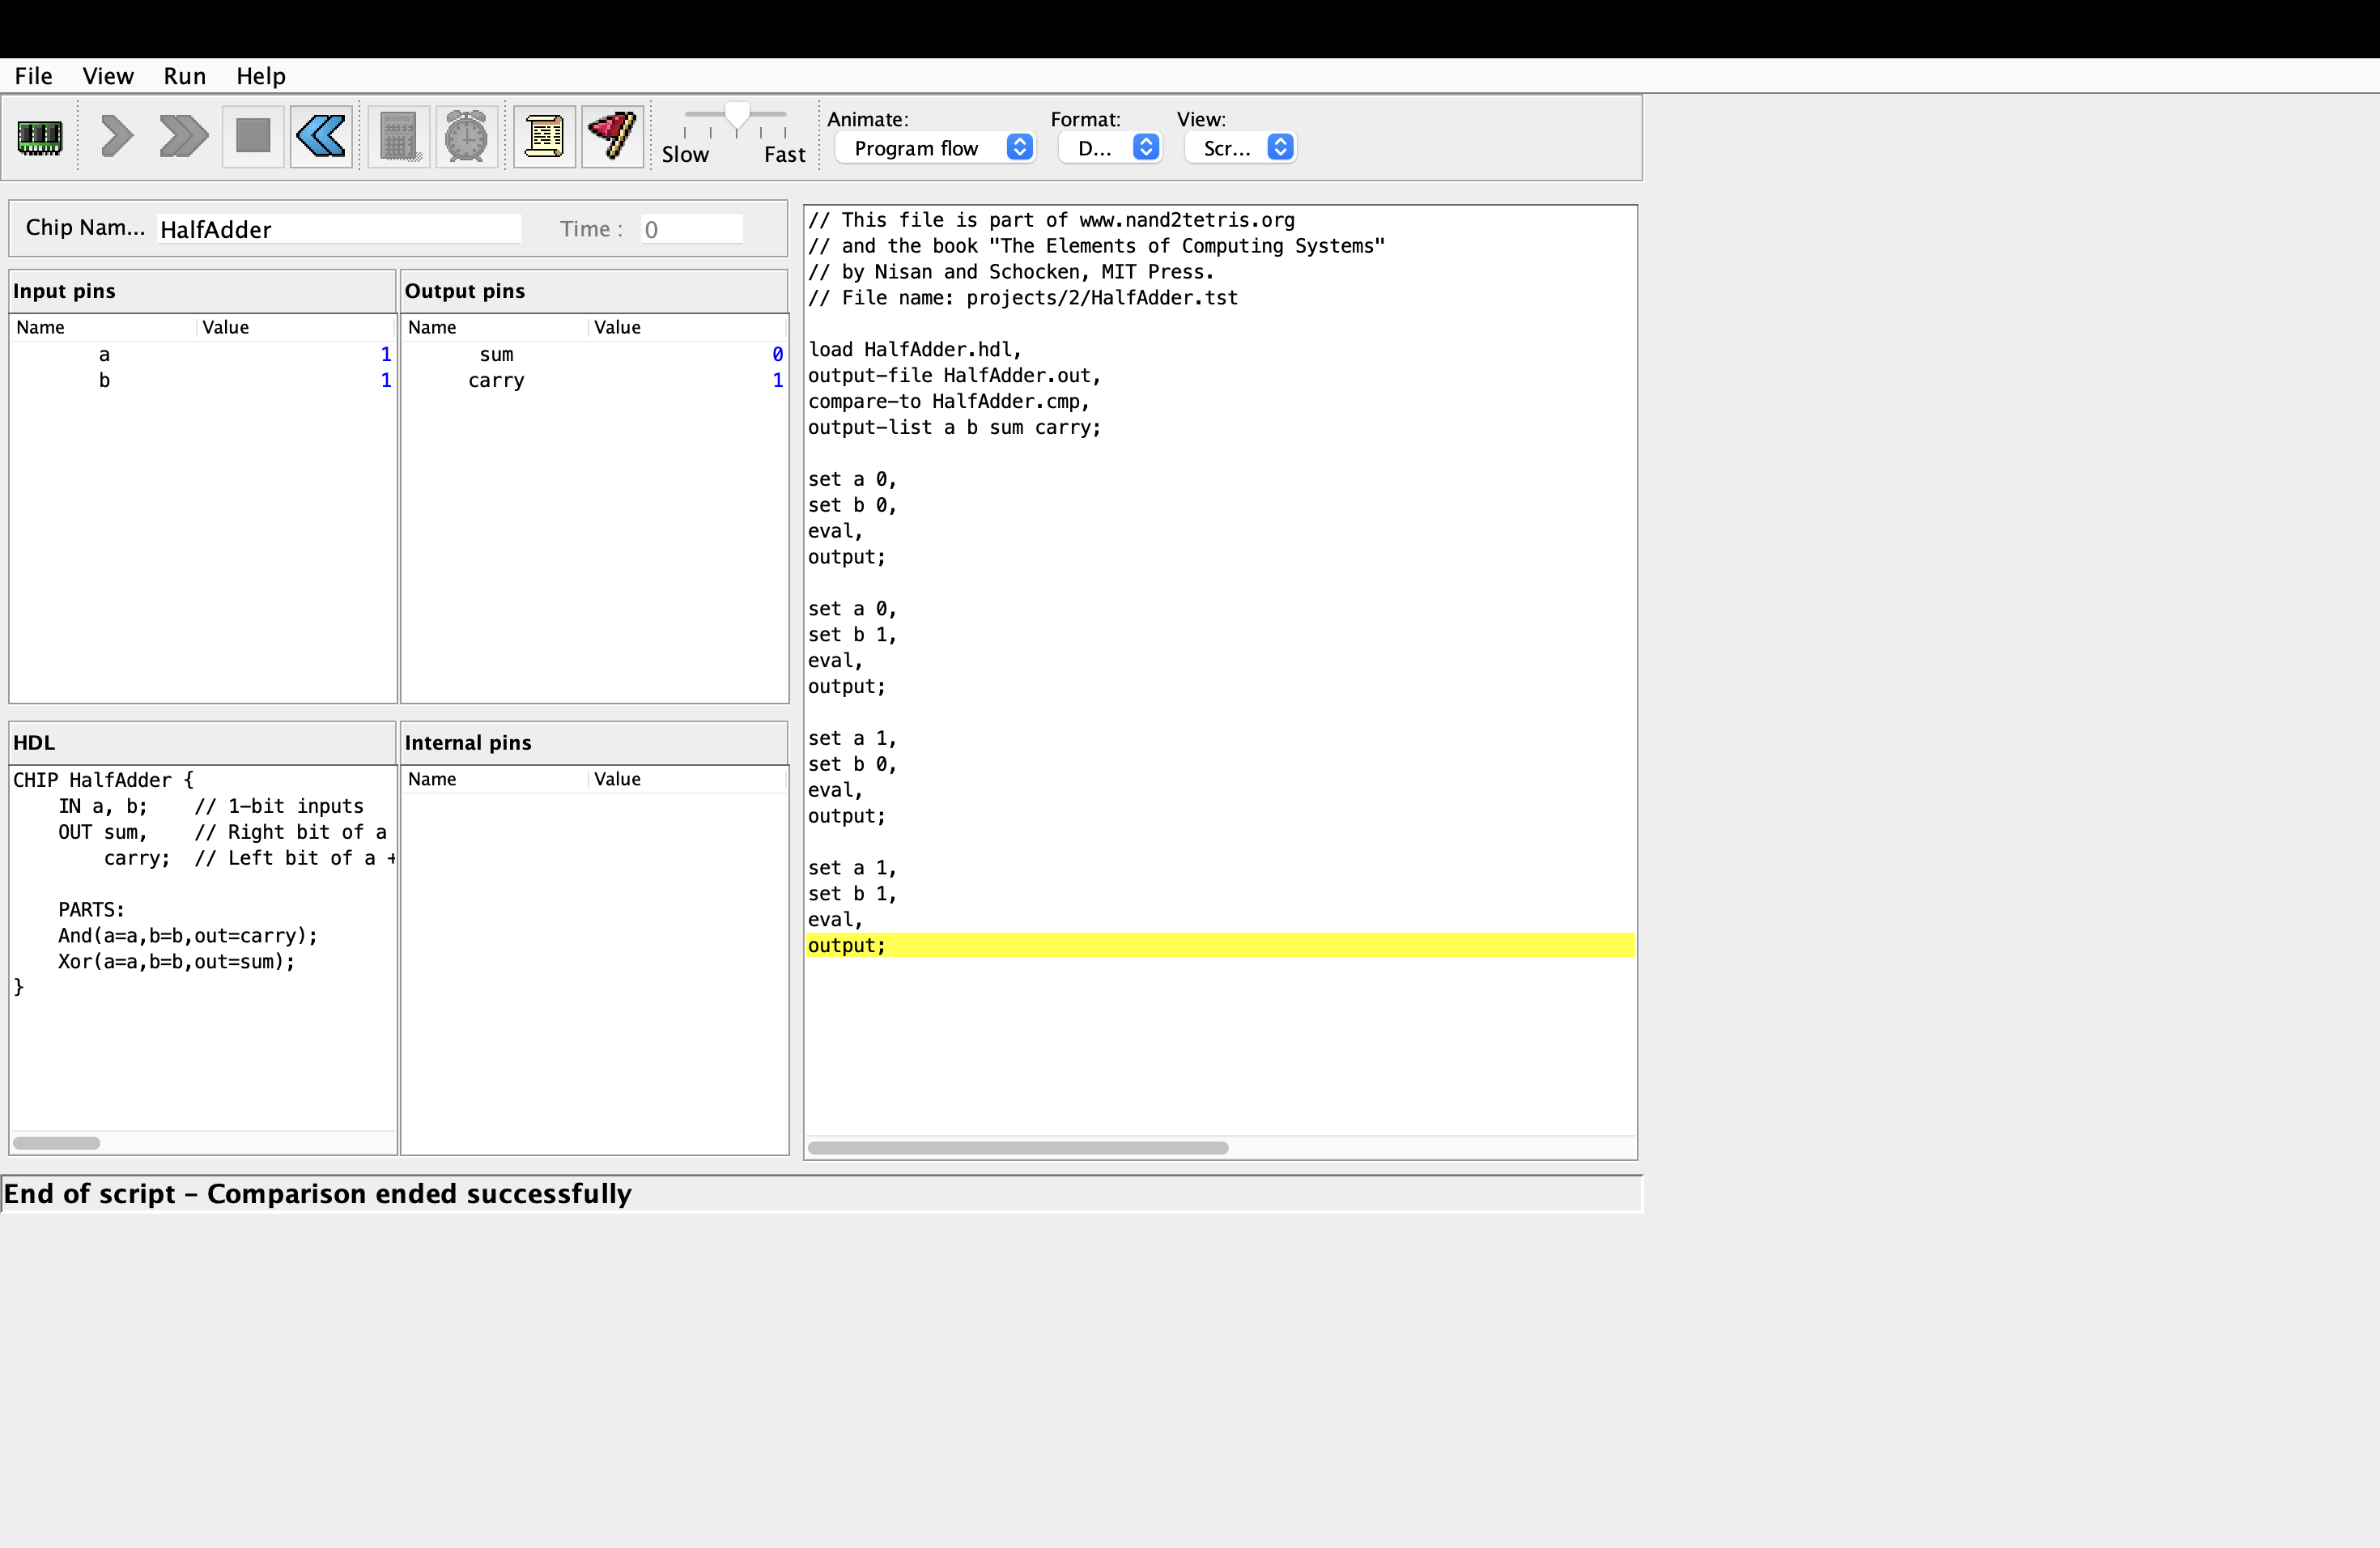 File View Run Help
Animate: Format: View:
Slow Fast Program flow D... Scr...
Chip Nam... HalfAdder Time : 0
Input pins
Name Value
a 1
b 1
Output pins
Name Value
sum 0
carry 1
HDL
CHIP HalfAdder {
    IN a, b;    // 1-bit inputs
    OUT sum,    // Right bit of a
        carry;  // Left bit of a +
    PARTS:
    And(a=a,b=b,out=carry);
    Xor(a=a,b=b,out=sum);
}
Internal pins
Name Value
// This file is part of www.nand2tetris.org
// and the book "The Elements of Computing Systems"
// by Nisan and Schocken, MIT Press.
// File name: projects/2/HalfAdder.tst
load HalfAdder.hdl,
output-file HalfAdder.out,
compare-to HalfAdder.cmp,
output-list a b sum carry;
set a 0,
set b 0,
eval,
output;
set a 0,
set b 1,
eval,
output;
set a 1,
set b 0,
eval,
output;
set a 1,
set b 1,
eval,
output;
End of script – Comparison ended successfully